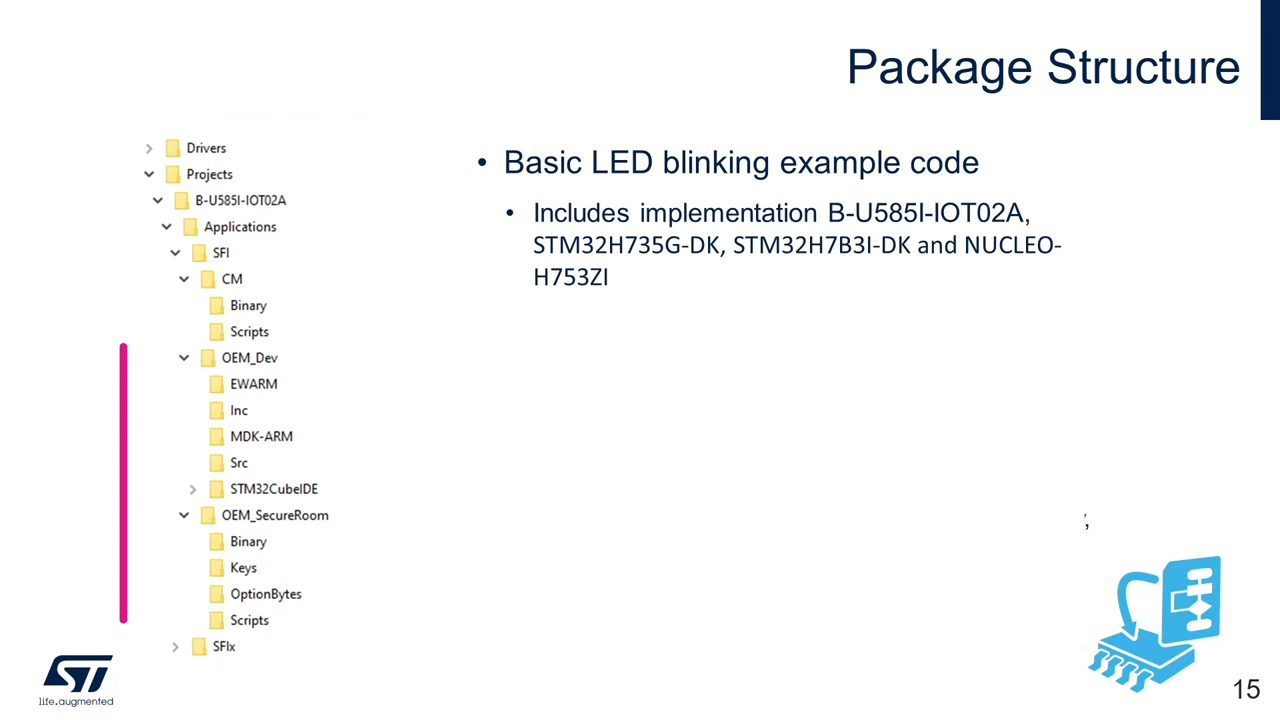 Package Structure
Drivers
Projects
B-U585I-IOT02A
Applications
SFI
CM
Binary
Scripts
OEM_Dev
EWARM
Inc
MDK-ARM
Src
STM32CubeIDE
OEM_SecureRoom
Binary
Keys
OptionBytes
Scripts
SFIx
• Basic LED blinking example code
• Includes implementation B-U585I-IOT02A,
STM32H735G-DK, STM32H7B3I-DK and NUCLEO-
H753ZI
ST
life.augmented
15